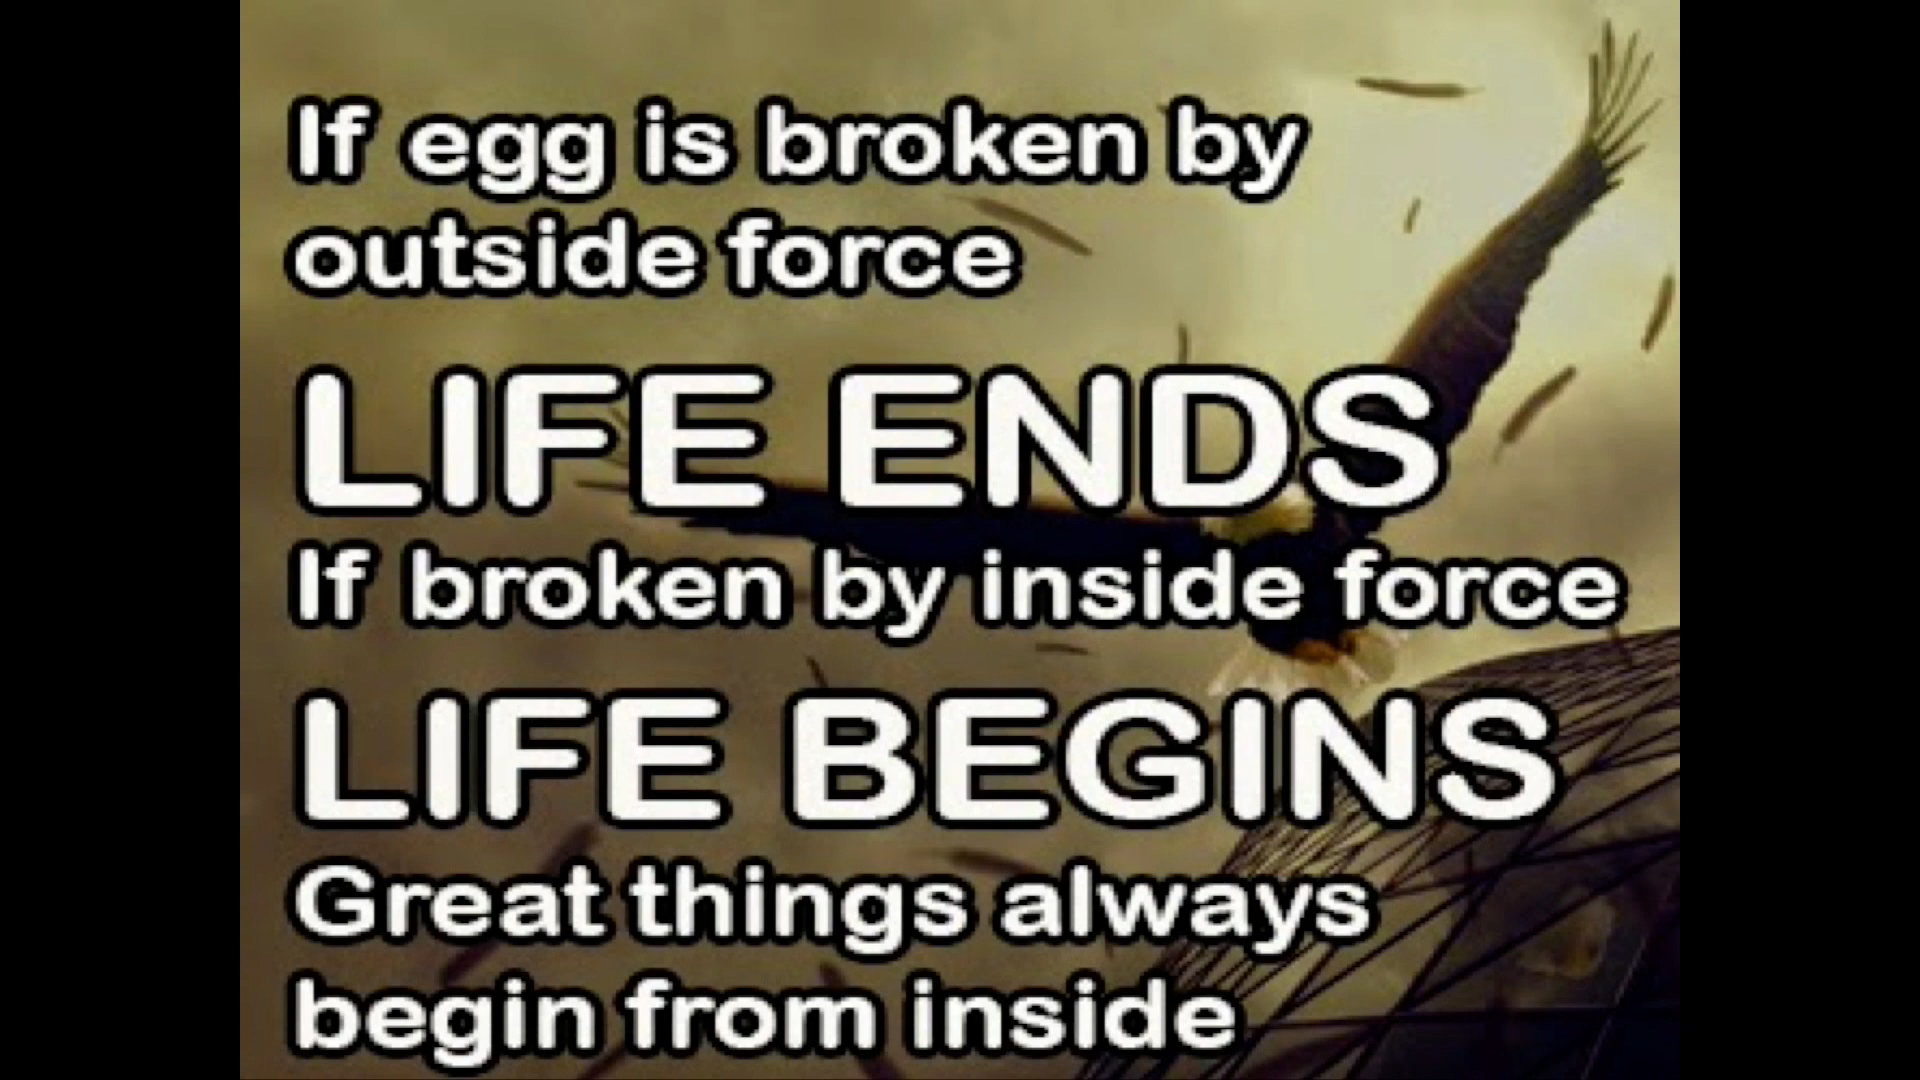 If egg is broken by
outside force
LIFE ENDS
If broken by inside force
LIFE BEGINS
Great things always
begin from inside